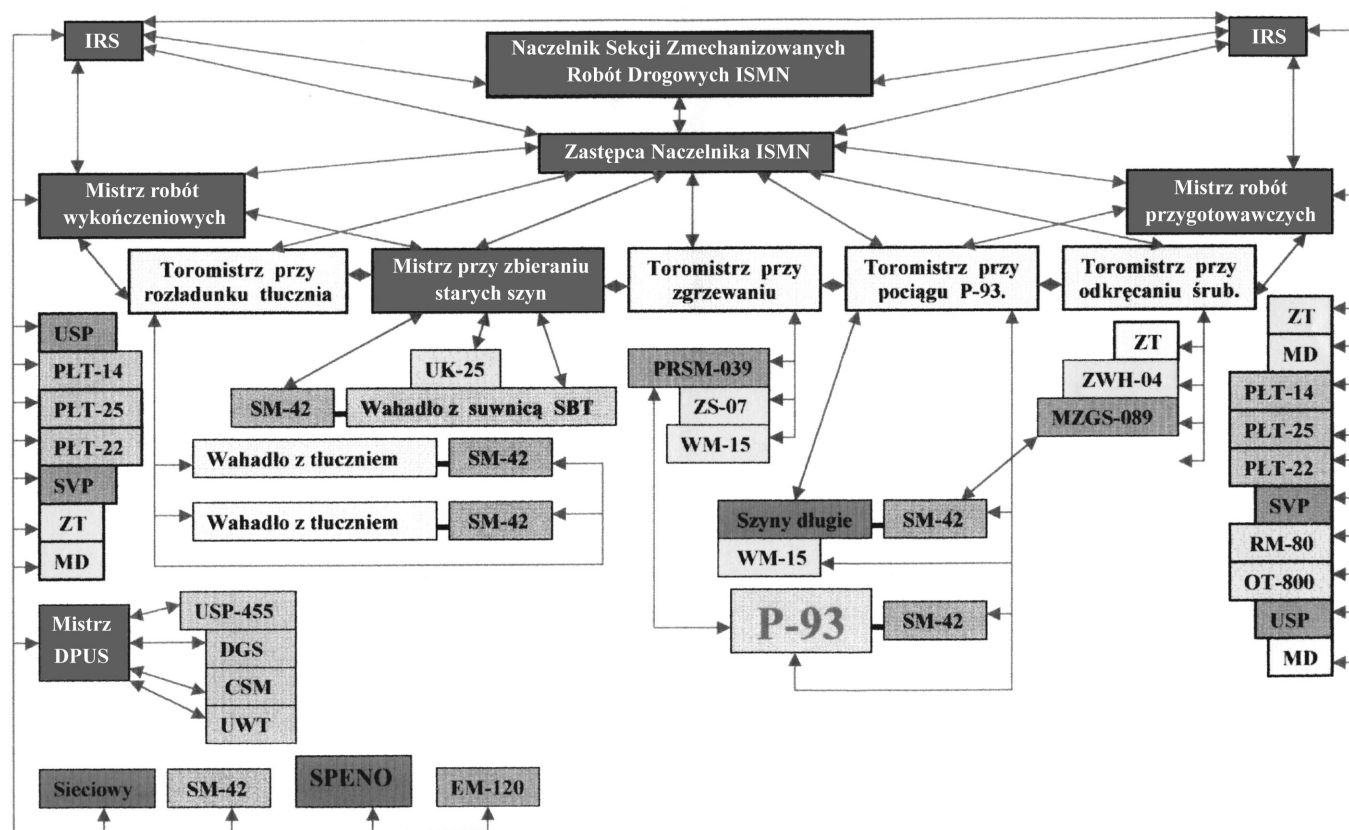 IRS
IRS
Naczelnik Sekcji Zmechanizowanych
Robót Drogowych ISMN
Zastępca Naczelnika ISMN
Mistrz robót
wykończeniowych
Mistrz robót
przygotowawczych
Toromistrz przy
rozładunku tłucznia
Mistrz przy zbieraniu
starych szyn
Toromistrz przy
zgrzewaniu
Toromistrz przy
pociągu P-93.
Toromistrz przy
odkręcaniu śrub.
USP
PŁT-14
PŁT-25
PŁT-22
SVP
ZT
MD
UK-25
SM-42
Wahadło z suwnicą SBT
Wahadło z tłuczniem
SM-42
Wahadło z tłuczniem
SM-42
PRSM-039
ZS-07
WM-15
Szyny długie
SM-42
WM-15
P-93
SM-42
ZT
ZWH-04
MZGS-089
ZT
MD
PŁT-14
PŁT-25
PŁT-22
SVP
RM-80
OT-800
USP
MD
Mistrz
DPUS
USP-455
DGS
CSM
UWT
Sieciowy
SM-42
SPENO
EM-120